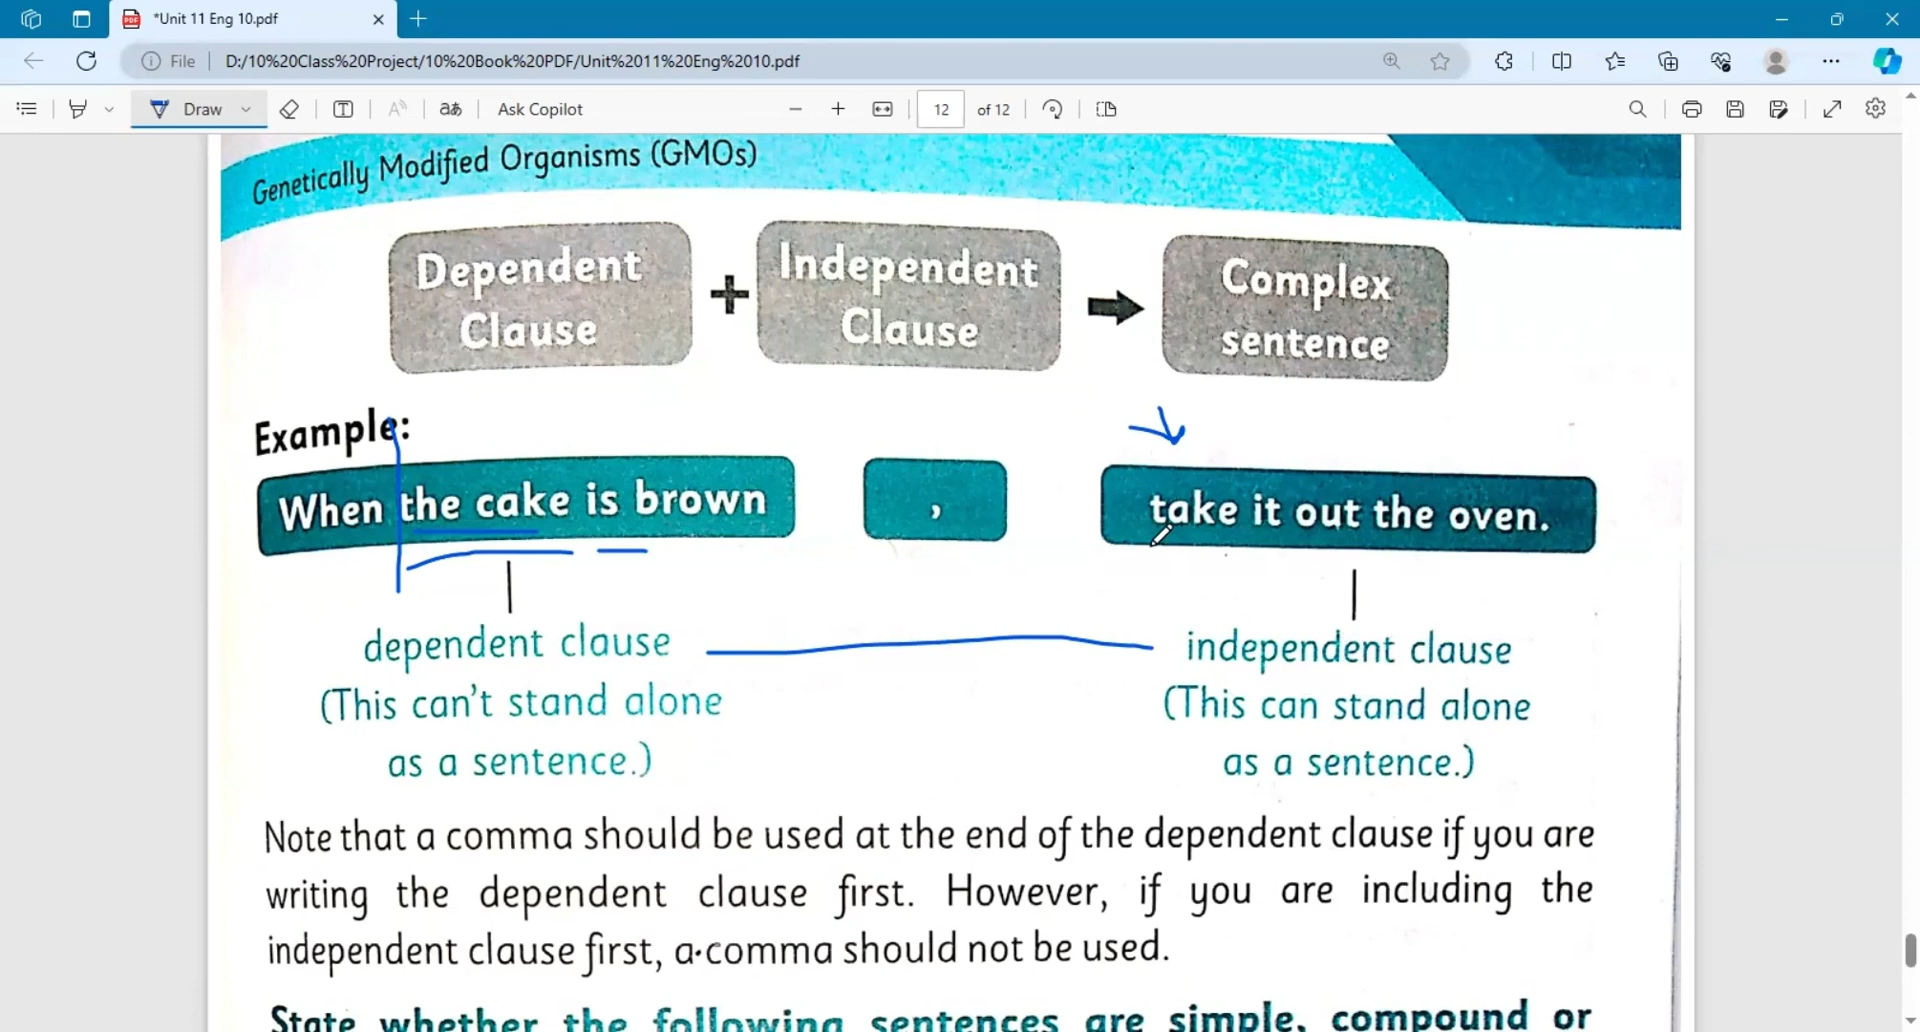 *Unit 11 Eng 10.pdf
File D:/10%20Class%20Project/10%20Book%20PDF/Unit%2011%20Eng%2010.pdf
Draw Ask Copilot 12 of 12
Genetically Modified Organisms (GMOs)
Dependent Clause + Independent Clause Complex sentence
Example:
When the cake is brown , take it out the oven.
dependent clause independent clause
(This can't stand alone (This can stand alone
as a sentence.) as a sentence.)
Note that a comma should be used at the end of the dependent clause if you are
writing the dependent clause first. However, if you are including the
independent clause first, a comma should not be used.
State whether the following sentences are simple, compound or